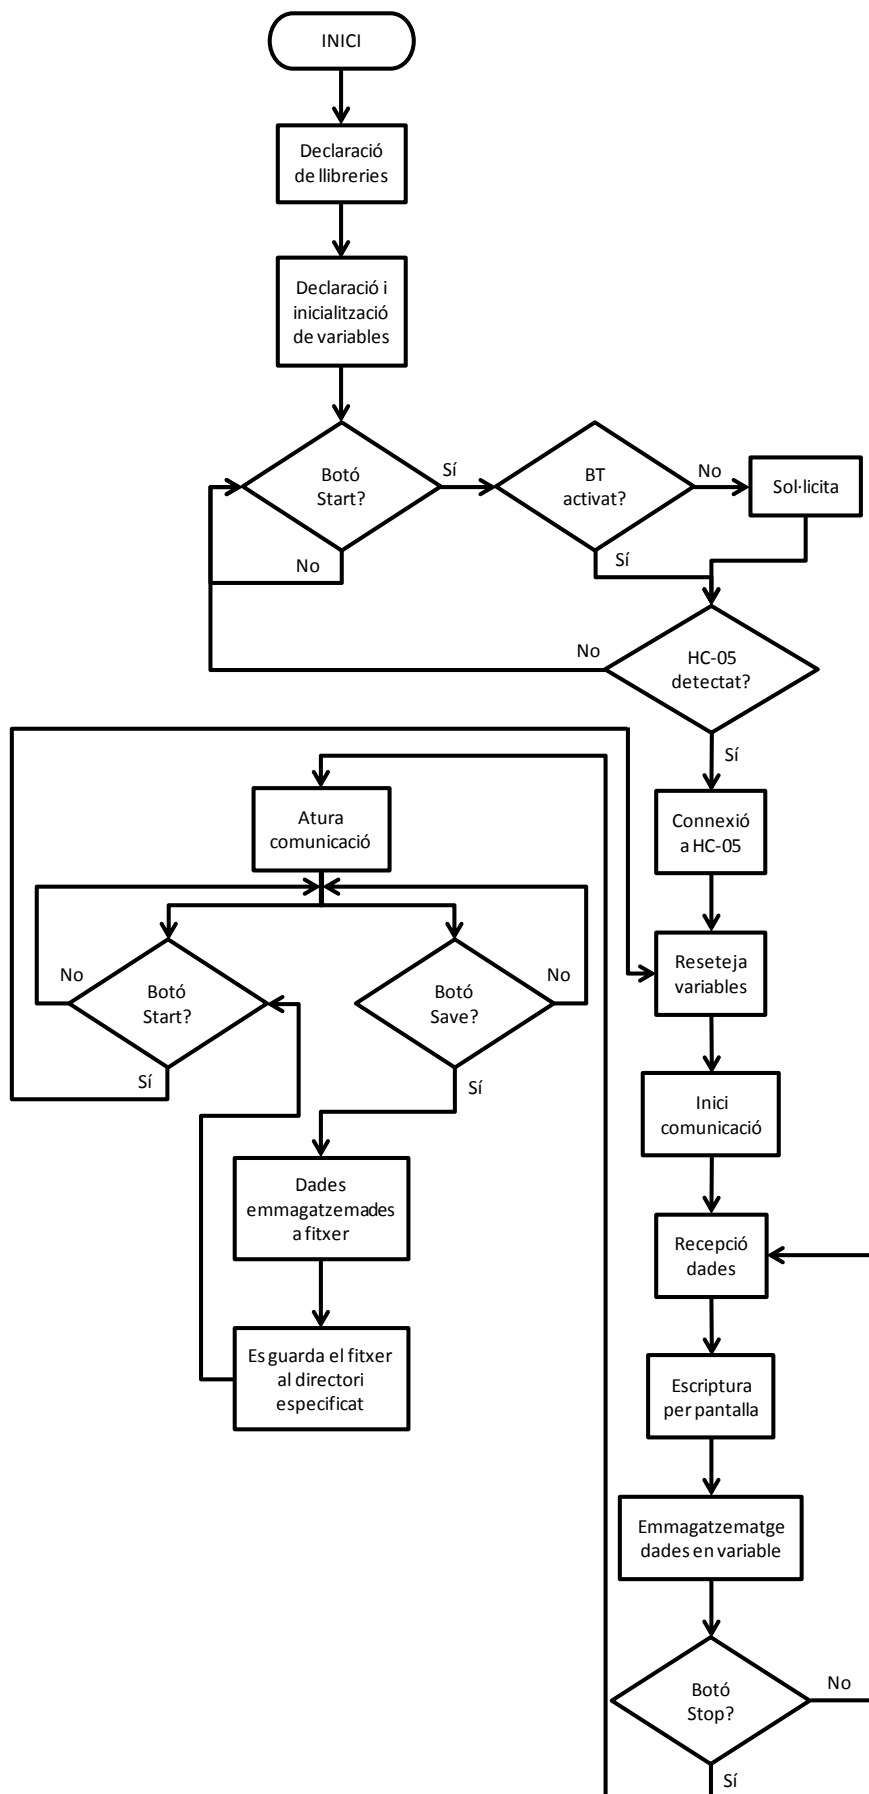 INICI
Declaració
de llibreries
Declaració i
inicialització
de variables
Botó
Start?
Sí
No
BT
activat?
No
Sí
Sol·licita
HC-05
detectat?
No
Sí
Connexió
a HC-05
Reseteja
variables
Inici
comunicació
Recepció
dades
Escriptura
per pantalla
Emmagatzematge
dades en variable
Botó
Stop?
No
Sí
Atura
comunicació
Botó
Start?
No
Sí
Botó
Save?
No
Sí
Dades
emmagatzemades
a fitxer
Es guarda el fitxer
al directori
especificat